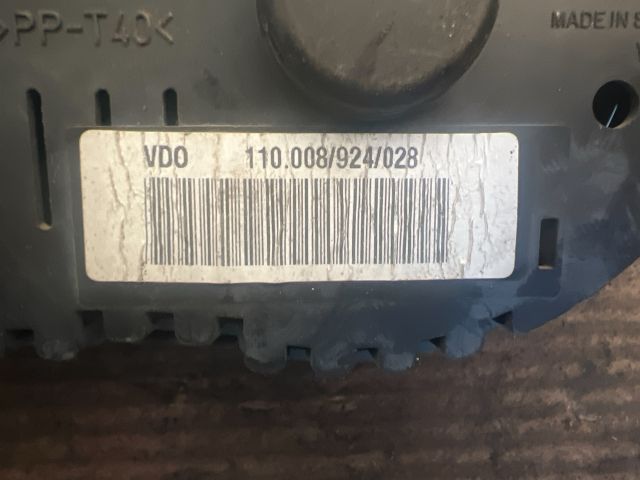 >PP-T40<
MADE IN S
VDO 110.008/924/028